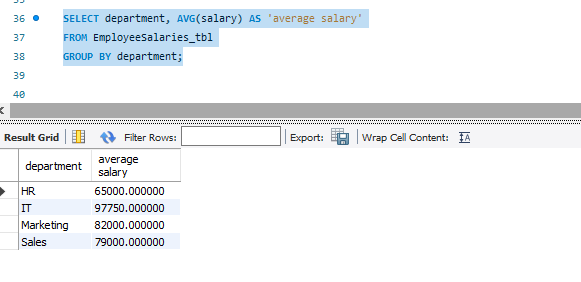 36 SELECT department, AVG(salary) AS 'average salary'
37 FROM EmployeeSalaries_tbl
38 GROUP BY department;
39
40
Result Grid Filter Rows: Export: Wrap Cell Content:
department average salary
HR 65000.000000
IT 97750.000000
Marketing 82000.000000
Sales 79000.000000